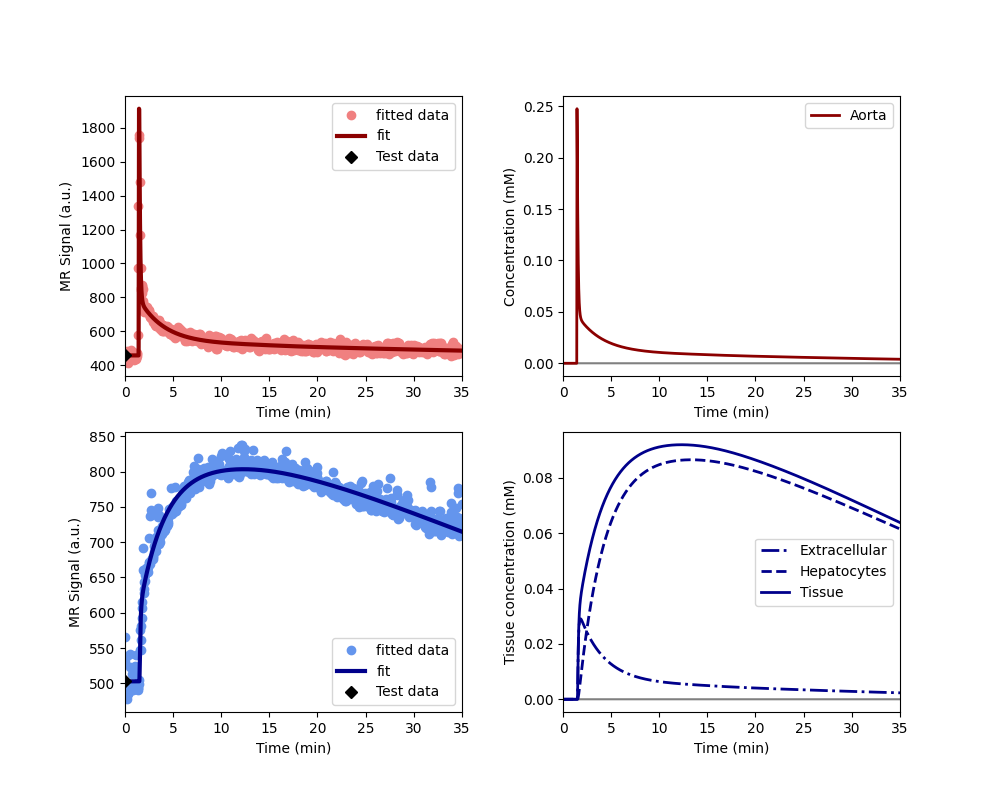 MR Signal (a.u.)
1800
1600
1400
1200
1000
800
600
400
0 5 10 15 20 25 30 35
Time (min)
fitted data
fit
Test data
Concentration (mM)
0.25
0.20
0.15
0.10
0.05
0.00
0 5 10 15 20 25 30 35
Time (min)
Aorta
MR Signal (a.u.)
850
800
750
700
650
600
550
500
0 5 10 15 20 25 30 35
Time (min)
fitted data
fit
Test data
Tissue concentration (mM)
0.08
0.06
0.04
0.02
0.00
0 5 10 15 20 25 30 35
Time (min)
Extracellular
Hepatocytes
Tissue